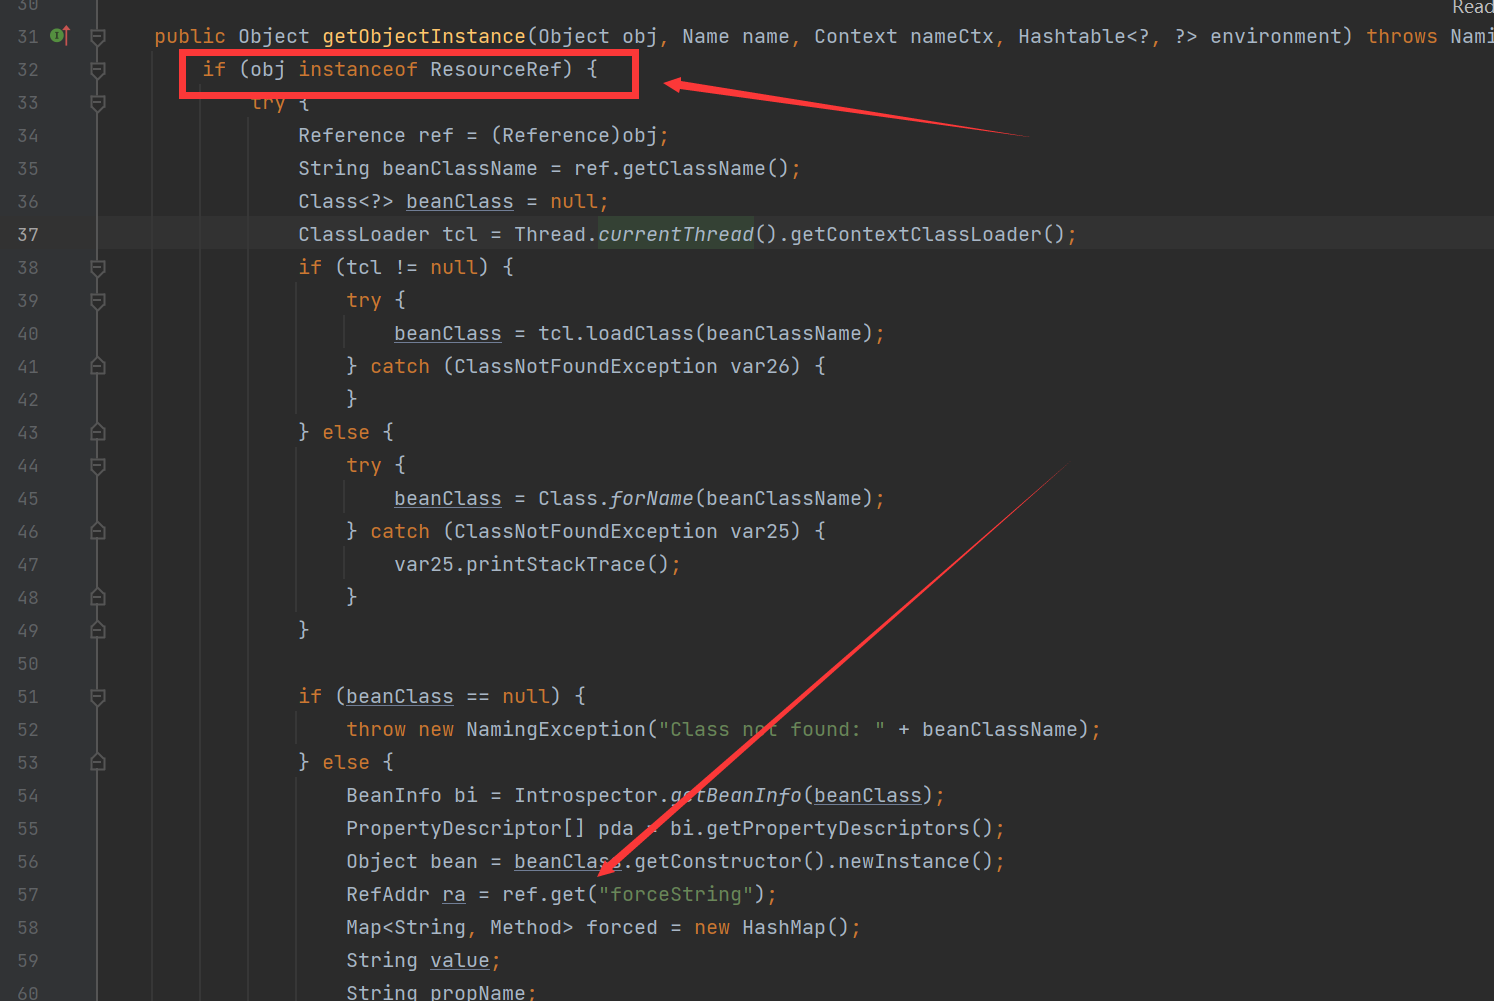 30
Read
31 public Object getObjectInstance(Object obj, Name name, Context nameCtx, Hashtable<?, ?> environment) throws Nami
32 if (obj instanceof ResourceRef) {
33 try {
34 Reference ref = (Reference)obj;
35 String beanClassName = ref.getClassName();
36 Class<?> beanClass = null;
37 ClassLoader tcl = Thread.currentThread().getContextClassLoader();
38 if (tcl != null) {
39 try {
40 beanClass = tcl.loadClass(beanClassName);
41 } catch (ClassNotFoundException var26) {
42 }
43 } else {
44 try {
45 beanClass = Class.forName(beanClassName);
46 } catch (ClassNotFoundException var25) {
47 var25.printStackTrace();
48 }
49 }
50
51 if (beanClass == null) {
52 throw new NamingException("Class not found: " + beanClassName);
53 } else {
54 BeanInfo bi = Introspector.getBeanInfo(beanClass);
55 PropertyDescriptor[] pda = bi.getPropertyDescriptors();
56 Object bean = beanClass.getConstructor().newInstance();
57 RefAddr ra = ref.get("forceString");
58 Map<String, Method> forced = new HashMap();
59 String value;
60 String propName;